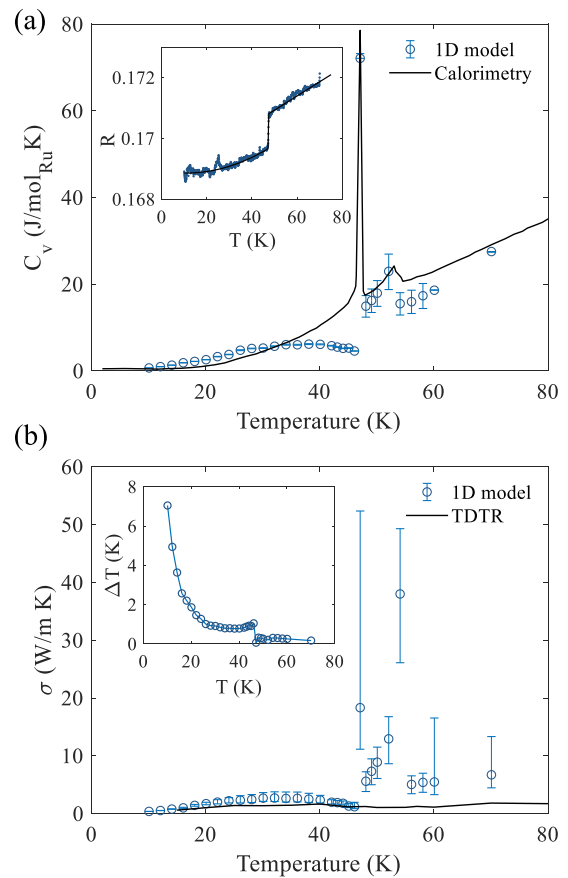 (a)
80
60
40
20
0
C_v (J/mol_Ru K)
1D model
Calorimetry
0.172
0.17
0.168
R
0 20 40 60
T (K)
0 20 40 60 80
Temperature (K)
(b)
60
50
40
30
20
10
0
σ (W/m K)
1D model
TDTR
8
6
4
2
0
ΔT (K)
0 20 40 60 80
T (K)
0 20 40 60 80
Temperature (K)